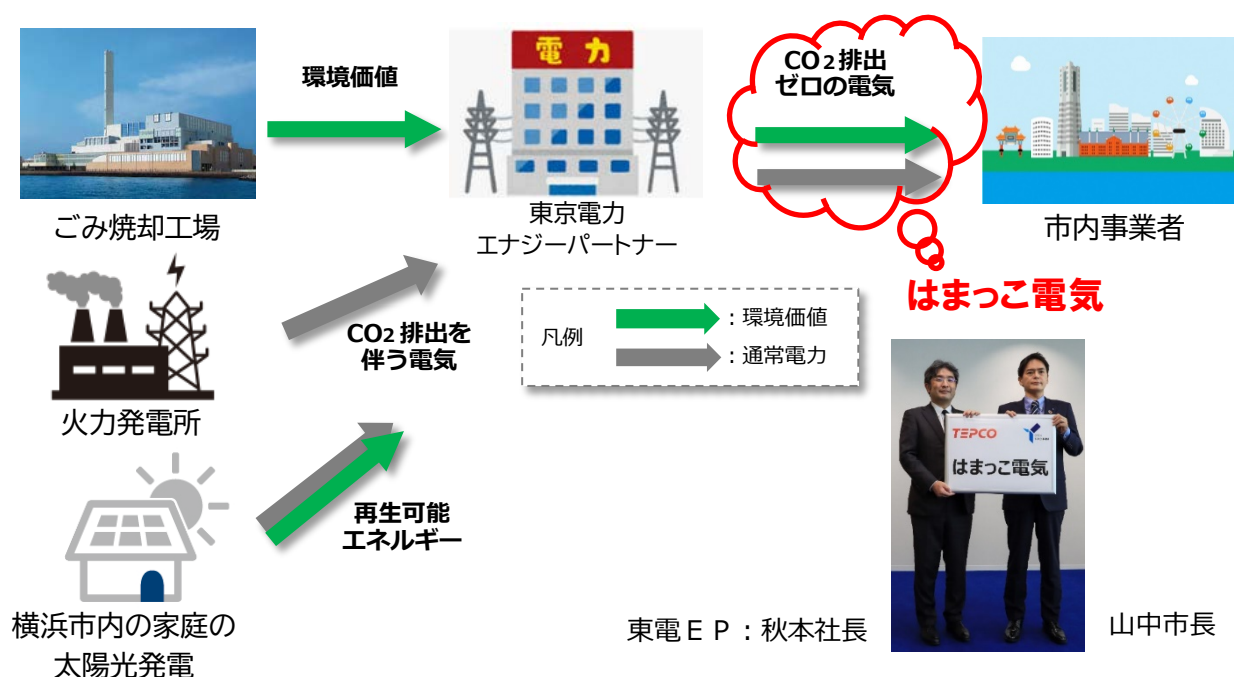 環境価値
電力
CO2排出
ゼロの電気
ごみ焼却工場
東京電力
エナジーパートナー
市内事業者
はまっこ電気
CO2排出を
伴う電気
凡例
：環境価値
：通常電力
火力発電所
TEPCO
はまっこ電気
再生可能
エネルギー
横浜市内の家庭の
太陽光発電
東電ＥＰ：秋本社長
山中市長